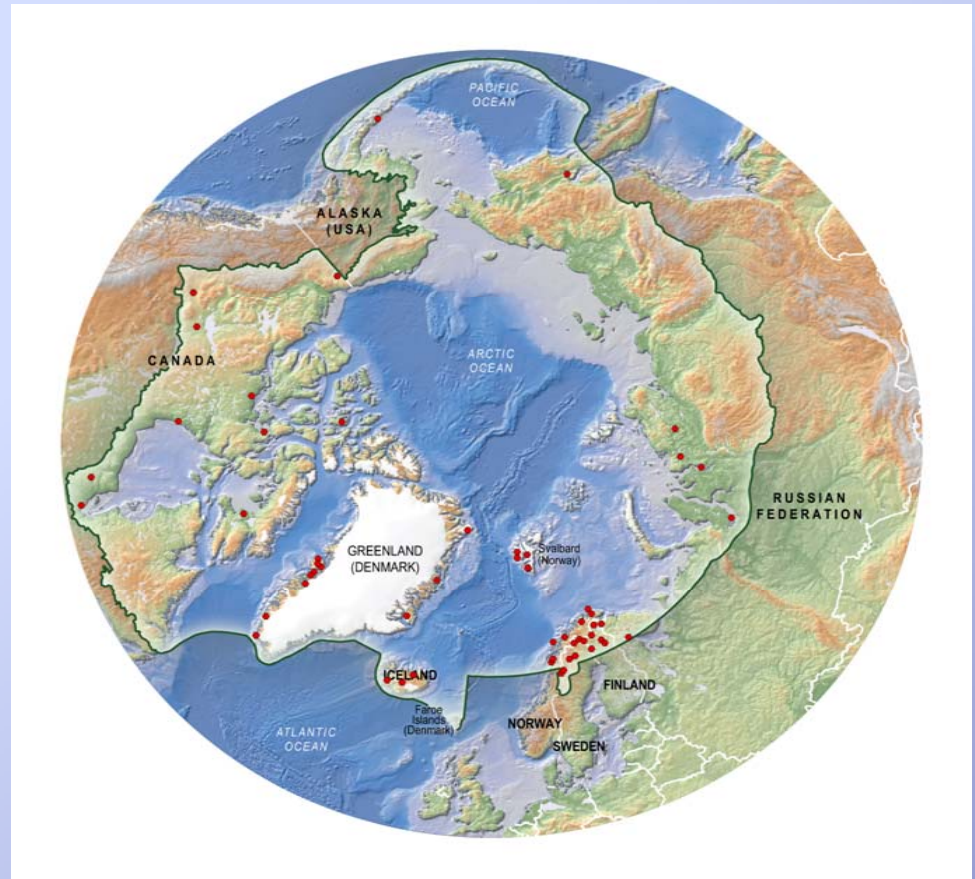 PACIFIC
OCEAN
ALASKA
(USA)
CANADA
ARCTIC
OCEAN
RUSSIAN
FEDERATION
GREENLAND
(DENMARK)
Svalbard
(Norway)
ICELAND
Faroe
Islands
(Denmark)
FINLAND
NORWAY
SWEDEN
ATLANTIC
OCEAN